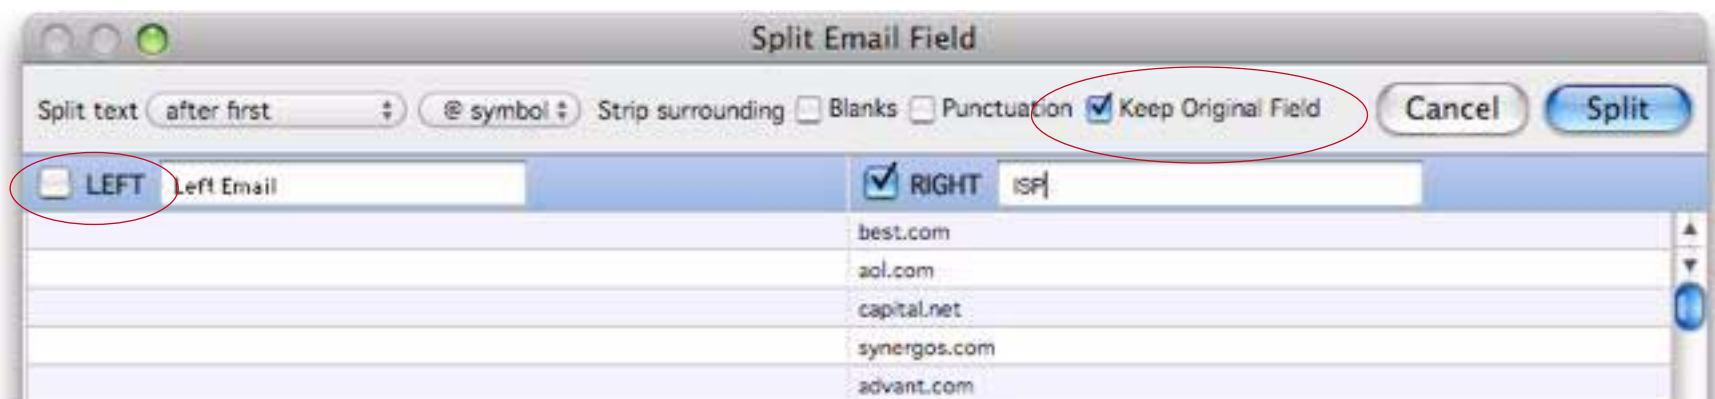 Split Email Field
Split text after first @ symbol Strip surrounding Blanks Punctuation Keep Original Field Cancel Split
LEFT Left Email RIGHT ISP
best.com
aol.com
capital.net
synergos.com
advant.com